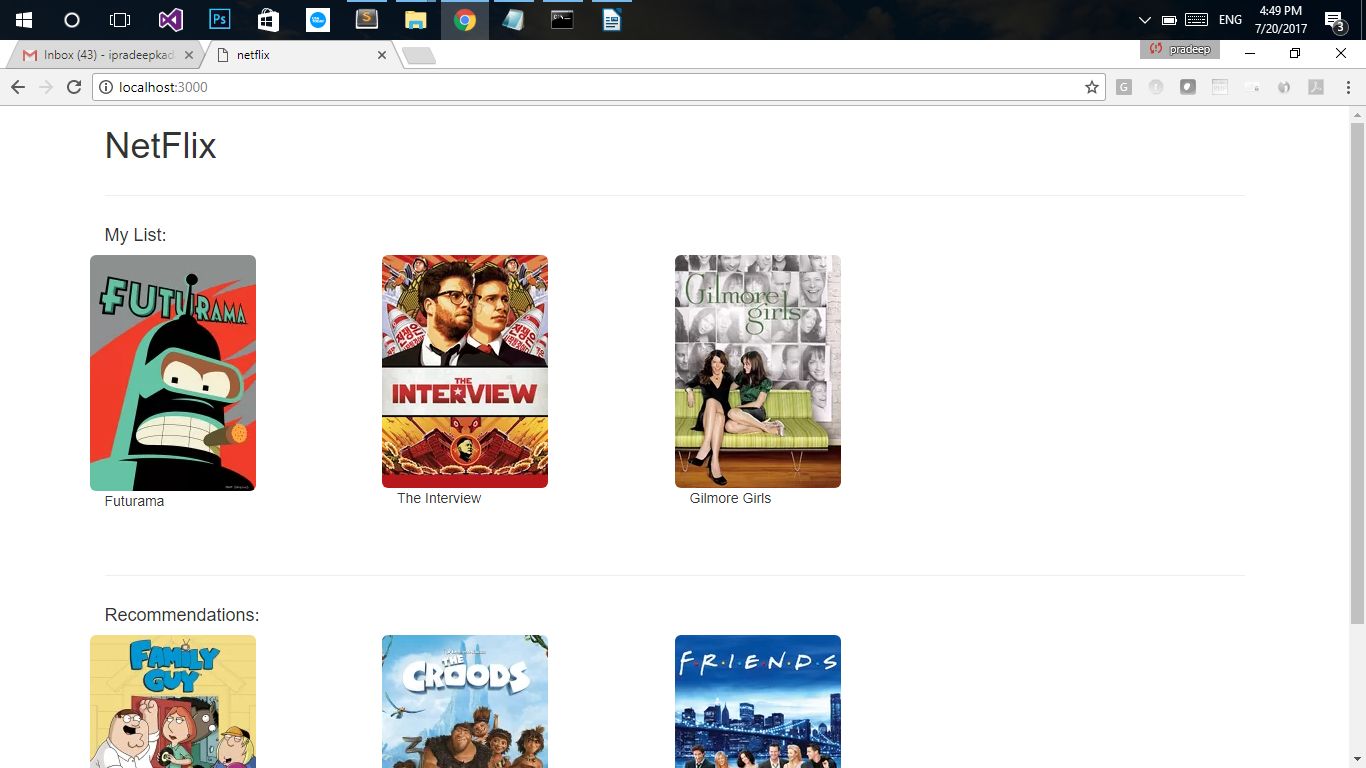 ENG
4:49 PM
7/20/2017
3
Inbox (43) - ipradeepkad
netflix
pradeep
localhost:3000
NetFlix
My List:
FUTURAMA
THE
INTERVIEW
Gilmore
girls
Futurama
The Interview
Gilmore Girls
Recommendations:
FAMILY
GUY
THE
CROODS
F·R·I·E·N·D·S